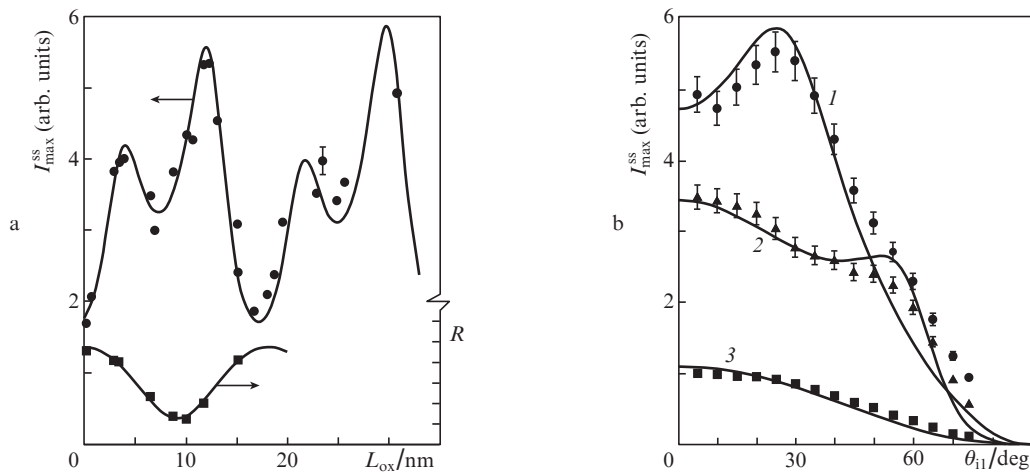 6
I^ss_max (arb. units)
4
2
a
R
0
10
20
L_ox/nm
6
I^ss_max (arb. units)
4
2
b
1
2
3
0
30
60
θ_i1/deg